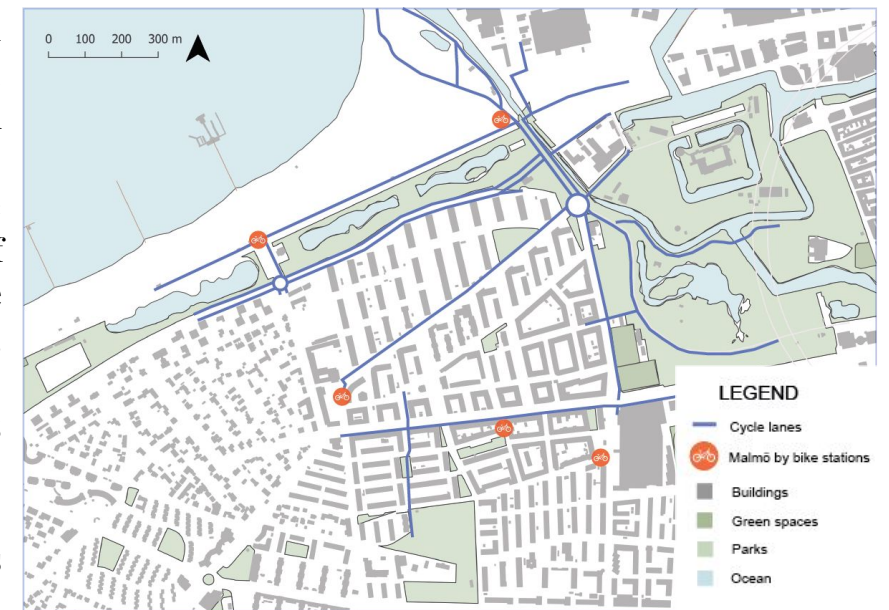 0 100 200 300 m
f
LEGEND
Cycle lanes
Malmö by bike stations
Buildings
Green spaces
Parks
Ocean